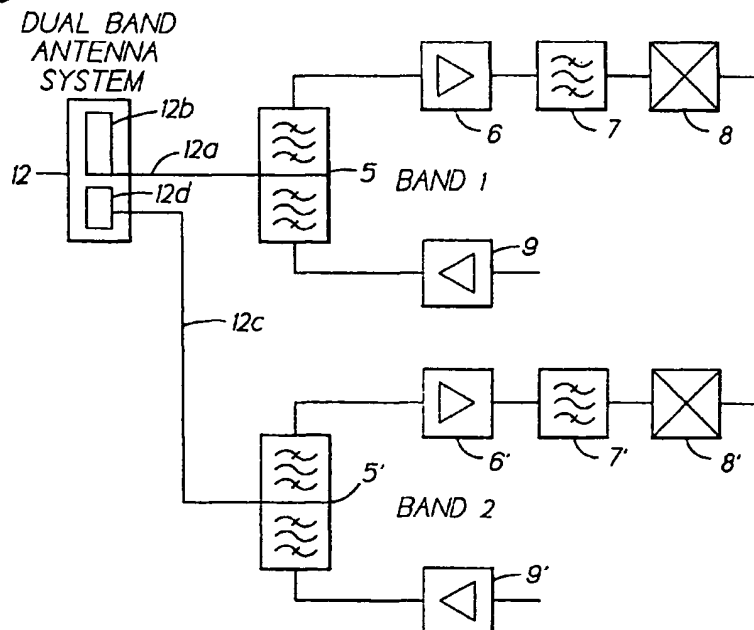 DUAL BAND
ANTENNA
SYSTEM
12b
12a
12
12d
12c
5
BAND 1
6
7
8
9
5'
BAND 2
6'
7'
8'
9'